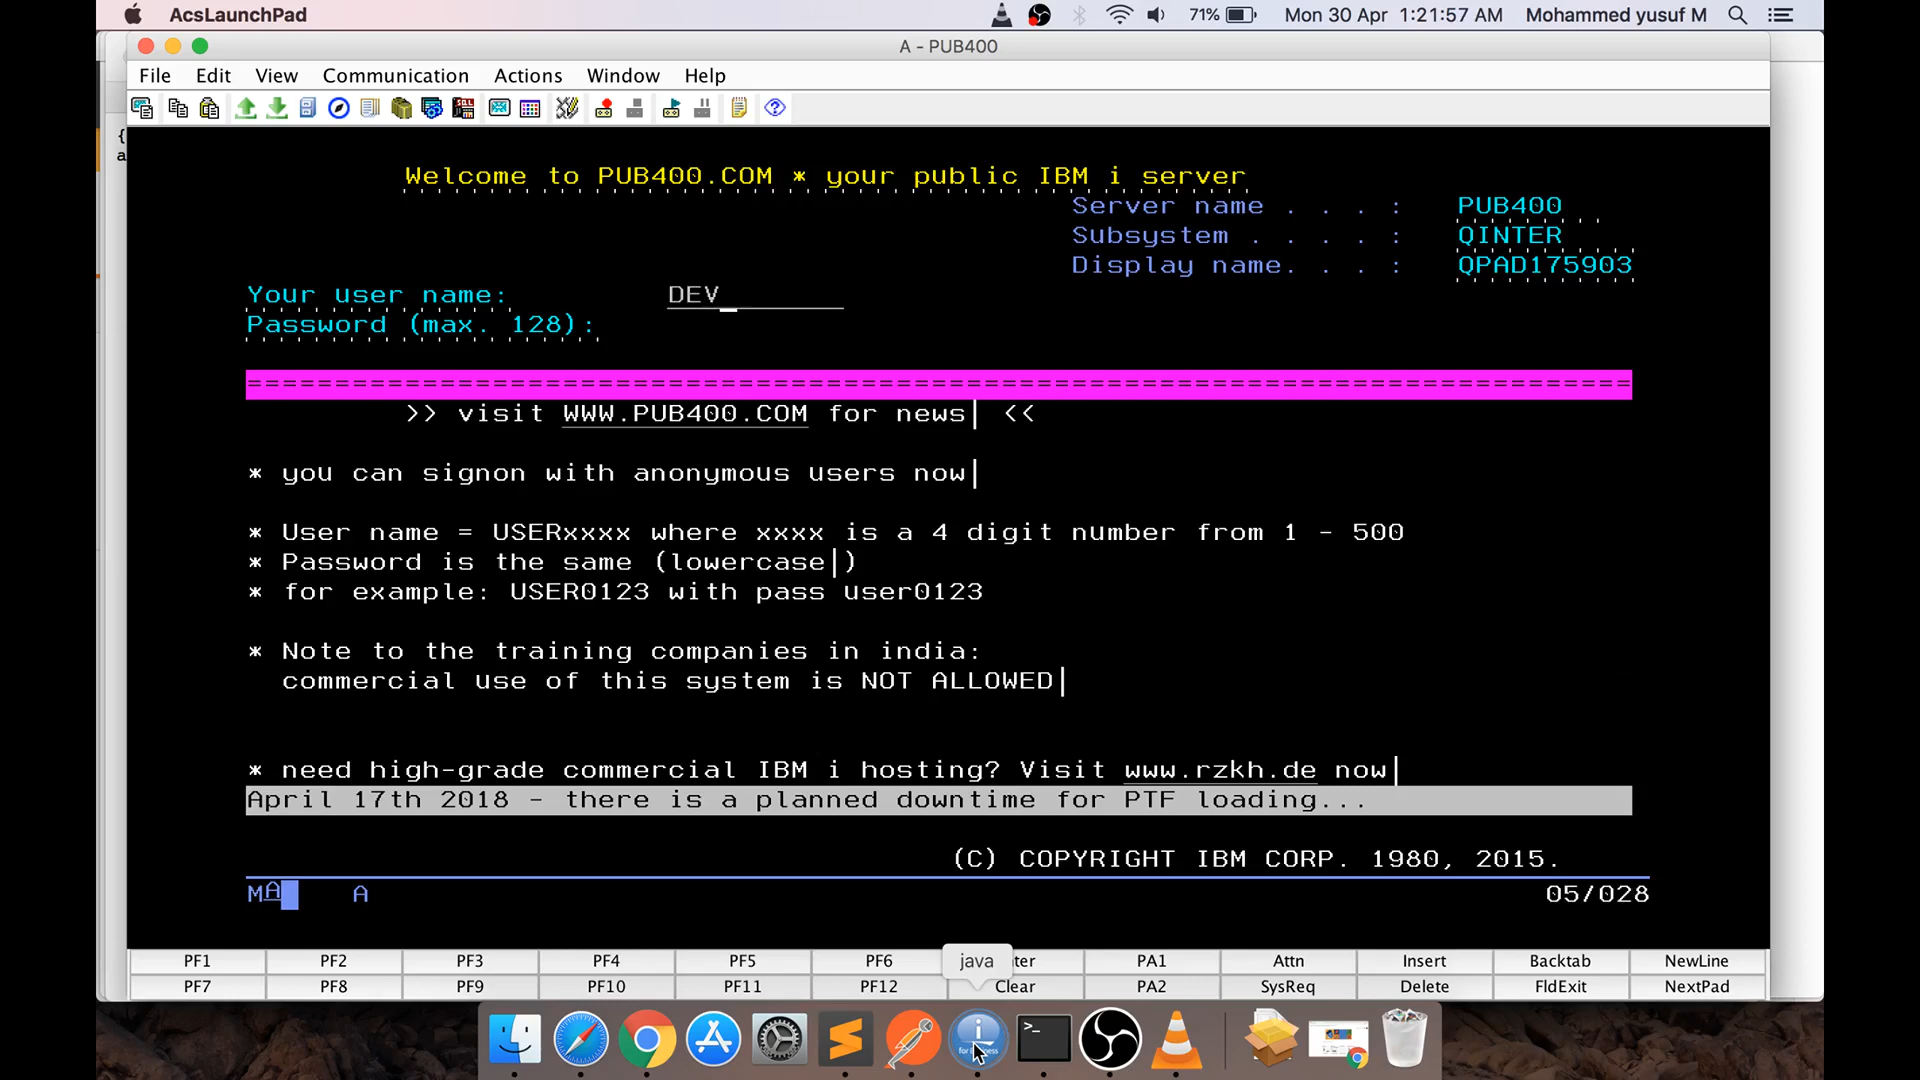 AcsLaunchPad 71% Mon 30 Apr 1:21:57 AM Mohammed yusuf M
A - PUB400
File Edit View Communication Actions Window Help
{
a
Welcome to PUB400.COM * your public IBM i server
Server name . . . : PUB400
Subsystem . . . . : QINTER
Display name. . . : QPAD175903
Your user name: DEV
Password (max. 128):
===============================================================================
>> visit WWW.PUB400.COM for news| <<
* you can signon with anonymous users now|
* User name = USERxxxx where xxxx is a 4 digit number from 1 - 500
* Password is the same (lowercase|)
* for example: USER0123 with pass user0123
* Note to the training companies in india:
commercial use of this system is NOT ALLOWED|
* need high-grade commercial IBM i hosting? Visit www.rzkh.de now|
April 17th 2018 - there is a planned downtime for PTF loading...
(C) COPYRIGHT IBM CORP. 1980, 2015.
MA A 05/028
PF1 PF2 PF3 PF4 PF5 PF6 java ter PA1 Attn Insert Backtab NewLine
PF7 PF8 PF9 PF10 PF11 PF12 Clear PA2 SysReq Delete FldExit NextPad